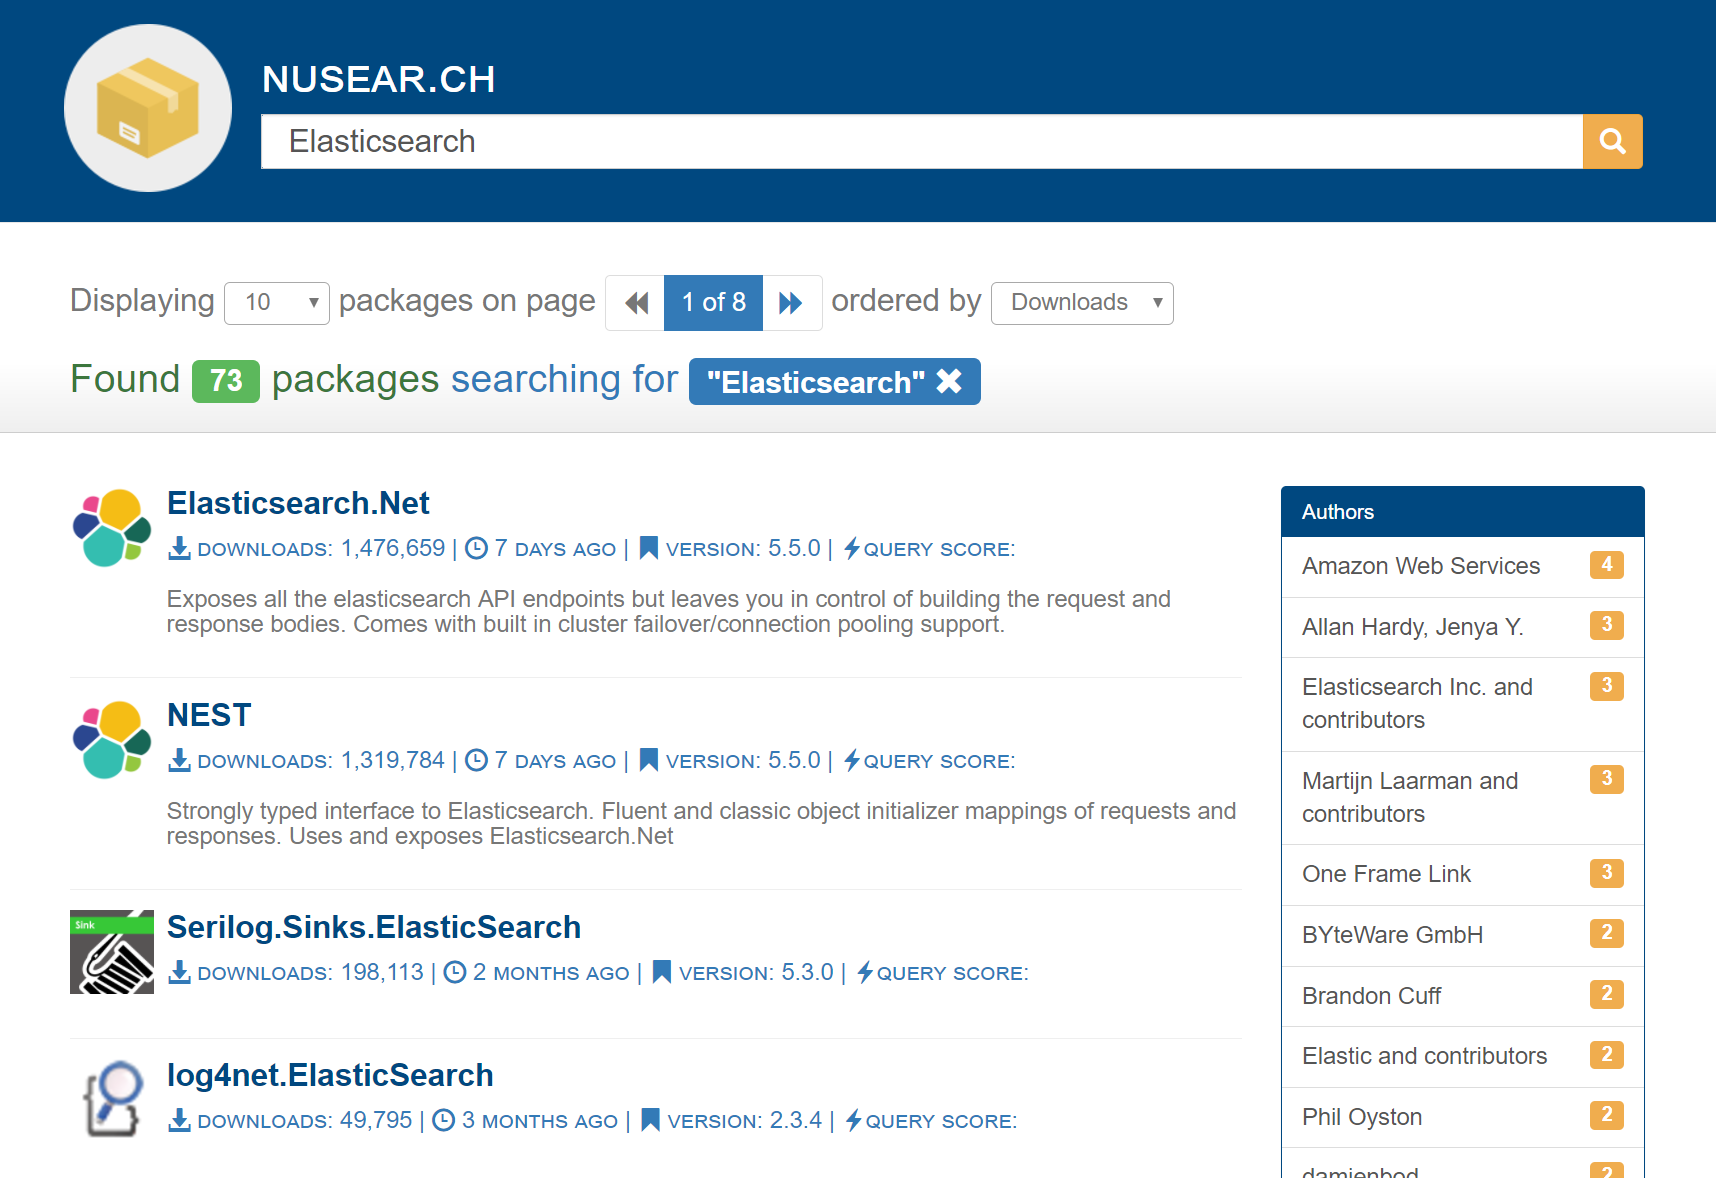 NUSEAR.CH
Elasticsearch
Displaying 10 packages on page 1 of 8 ordered by Downloads
Found 73 packages searching for "Elasticsearch"
Elasticsearch.Net
DOWNLOADS: 1,476,659 | 7 DAYS AGO | VERSION: 5.5.0 | QUERY SCORE:
Exposes all the elasticsearch API endpoints but leaves you in control of building the request and
response bodies. Comes with built in cluster failover/connection pooling support.
NEST
DOWNLOADS: 1,319,784 | 7 DAYS AGO | VERSION: 5.5.0 | QUERY SCORE:
Strongly typed interface to Elasticsearch. Fluent and classic object initializer mappings of requests and
responses. Uses and exposes Elasticsearch.Net
Sink
Serilog.Sinks.ElasticSearch
DOWNLOADS: 198,113 | 2 MONTHS AGO | VERSION: 5.3.0 | QUERY SCORE:
log4net.ElasticSearch
DOWNLOADS: 49,795 | 3 MONTHS AGO | VERSION: 2.3.4 | QUERY SCORE:
Authors
Amazon Web Services 4
Allan Hardy, Jenya Y. 3
Elasticsearch Inc. and 3
contributors
Martijn Laarman and 3
contributors
One Frame Link 3
BYteWare GmbH 2
Brandon Cuff 2
Elastic and contributors 2
Phil Oyston 2
damienbod 2